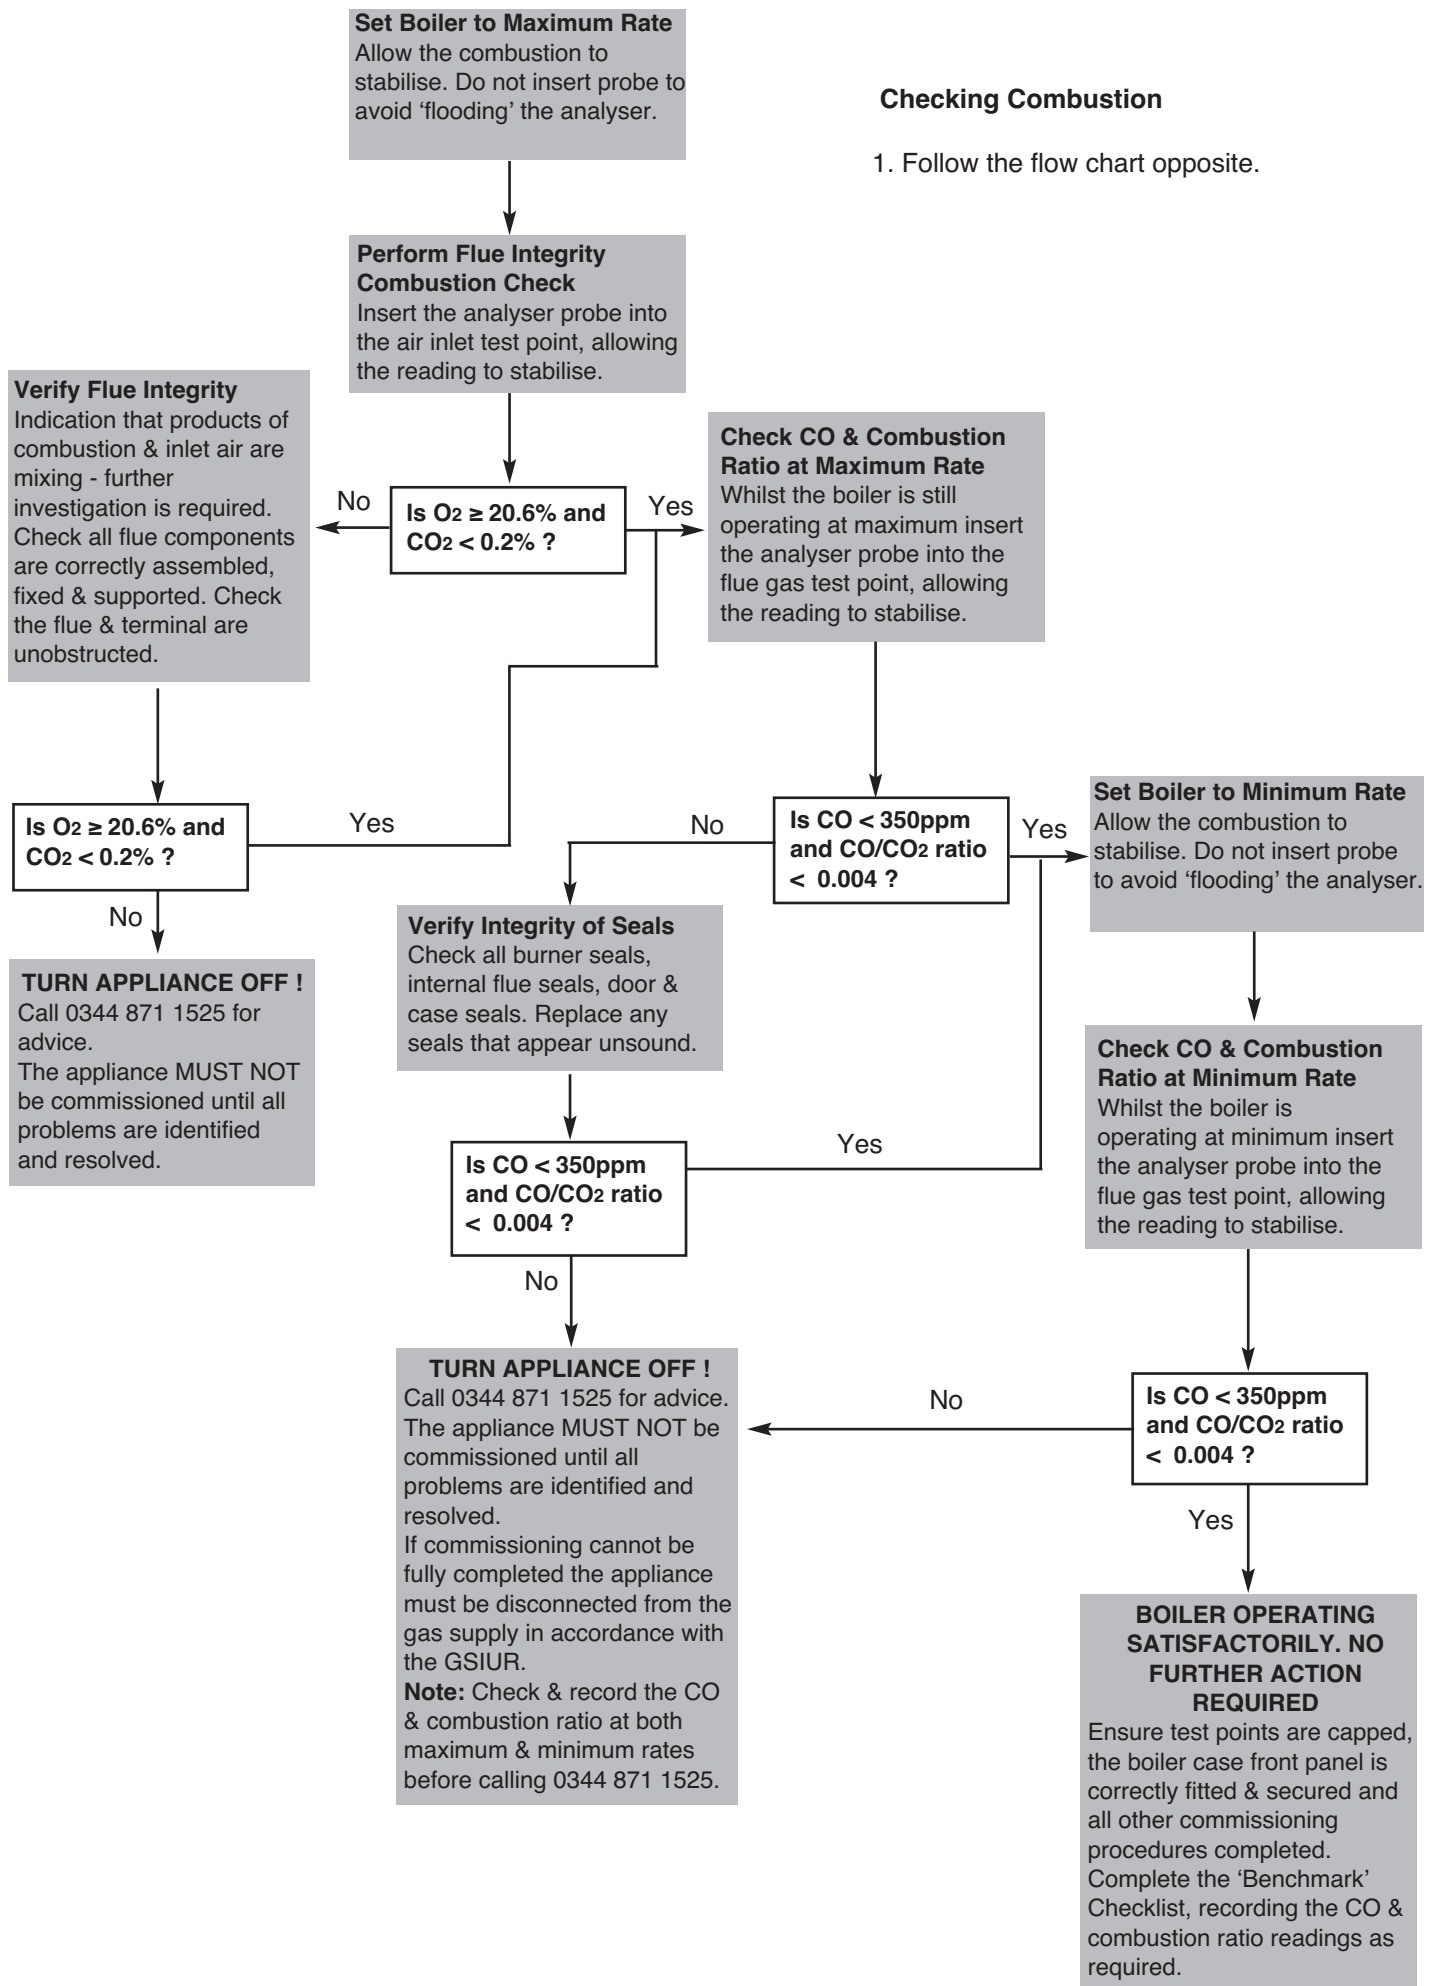 Set Boiler to Maximum Rate
Allow the combustion to
stabilise. Do not insert probe to
avoid ‘flooding’ the analyser.
Checking Combustion
1. Follow the flow chart opposite.
Perform Flue Integrity
Combustion Check
Insert the analyser probe into
the air inlet test point, allowing
the reading to stabilise.
Verify Flue Integrity
Indication that products of
combustion & inlet air are
mixing - further
investigation is required.
Check all flue components
are correctly assembled,
fixed & supported. Check
the flue & terminal are
unobstructed.
No
Is O2 ≥ 20.6% and
CO2 < 0.2% ?
Yes
Check CO & Combustion
Ratio at Maximum Rate
Whilst the boiler is still
operating at maximum insert
the analyser probe into the
flue gas test point, allowing
the reading to stabilise.
Is O2 ≥ 20.6% and
CO2 < 0.2% ?
Yes
No
TURN APPLIANCE OFF !
Call 0344 871 1525 for
advice.
The appliance MUST NOT
be commissioned until all
problems are identified
and resolved.
No
Is CO < 350ppm
and CO/CO2 ratio
< 0.004 ?
Yes
Set Boiler to Minimum Rate
Allow the combustion to
stabilise. Do not insert probe
to avoid ‘flooding’ the analyser.
Verify Integrity of Seals
Check all burner seals,
internal flue seals, door &
case seals. Replace any
seals that appear unsound.
Check CO & Combustion
Ratio at Minimum Rate
Whilst the boiler is
operating at minimum insert
the analyser probe into the
flue gas test point, allowing
the reading to stabilise.
Is CO < 350ppm
and CO/CO2 ratio
< 0.004 ?
Yes
No
TURN APPLIANCE OFF !
Call 0344 871 1525 for advice.
The appliance MUST NOT be
commissioned until all
problems are identified and
resolved.
If commissioning cannot be
fully completed the appliance
must be disconnected from the
gas supply in accordance with
the GSIUR.
Note: Check & record the CO
& combustion ratio at both
maximum & minimum rates
before calling 0344 871 1525.
No
Is CO < 350ppm
and CO/CO2 ratio
< 0.004 ?
Yes
BOILER OPERATING
SATISFACTORILY. NO
FURTHER ACTION
REQUIRED
Ensure test points are capped,
the boiler case front panel is
correctly fitted & secured and
all other commissioning
procedures completed.
Complete the ‘Benchmark’
Checklist, recording the CO &
combustion ratio readings as
required.